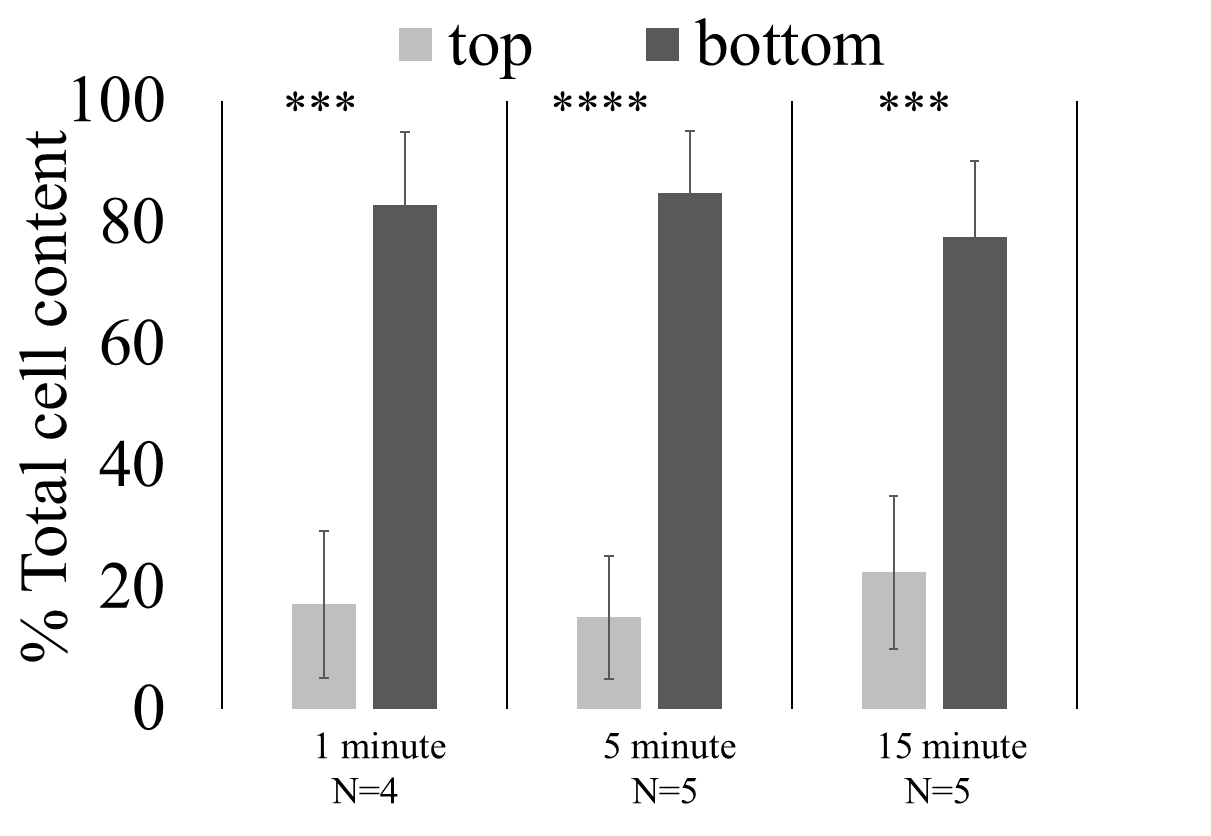 top bottom
100
80
60
40
20
0
% Total cell content
*** **** ***
1 minute 5 minute 15 minute
N=4 N=5 N=5